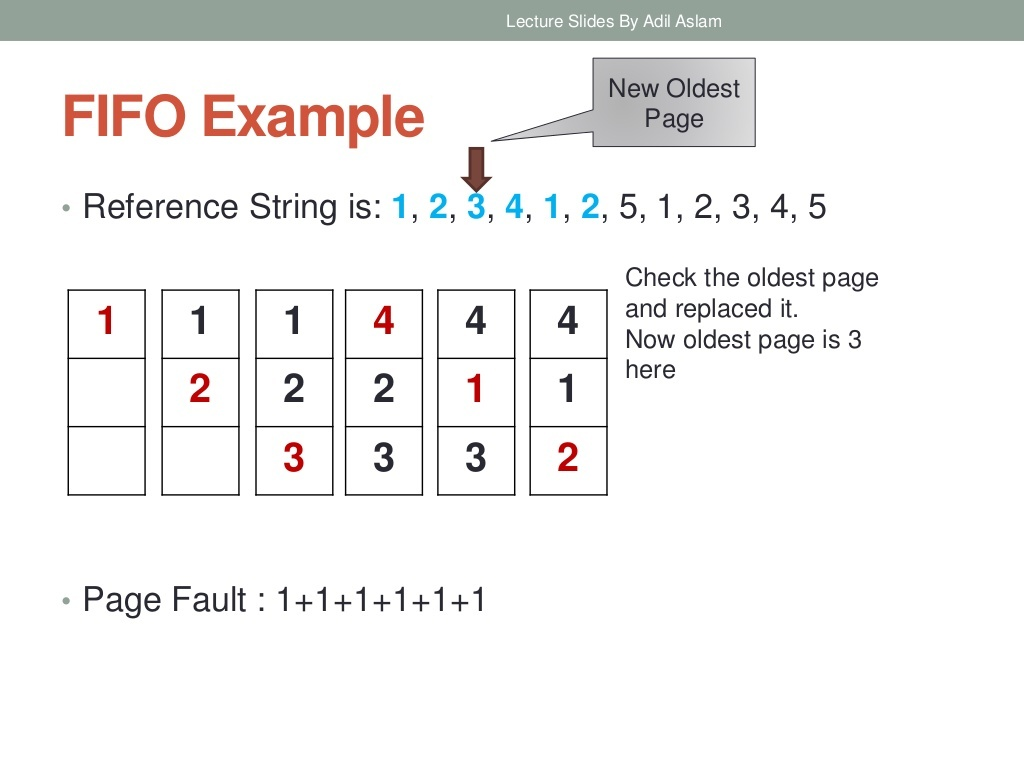 Lecture Slides By Adil Aslam
New Oldest
Page
FIFO Example
• Reference String is: 1, 2, 3, 4, 1, 2, 5, 1, 2, 3, 4, 5
Check the oldest page
and replaced it.
Now oldest page is 3
here
1 1 1 4 4 4
2 2 2 1 1
3 3 3 2
• Page Fault : 1+1+1+1+1+1